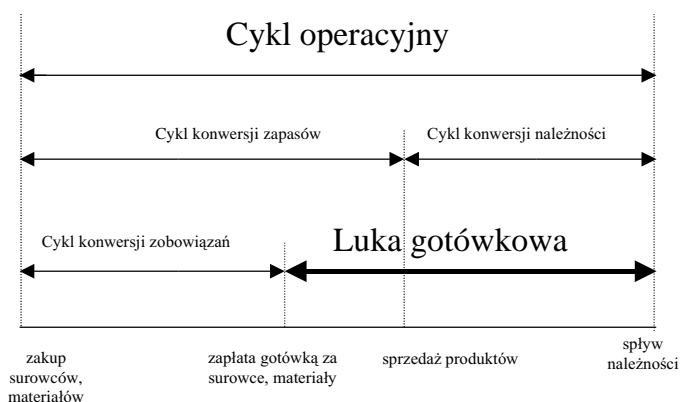 Cykl operacyjny
Cykl konwersji zapasów
Cykl konwersji należności
Cykl konwersji zobowiązań
Luka gotówkowa
zakup
surowców,
materiałów
zapłata gotówką za
surowce, materiały
sprzedaż produktów
spływ
należności